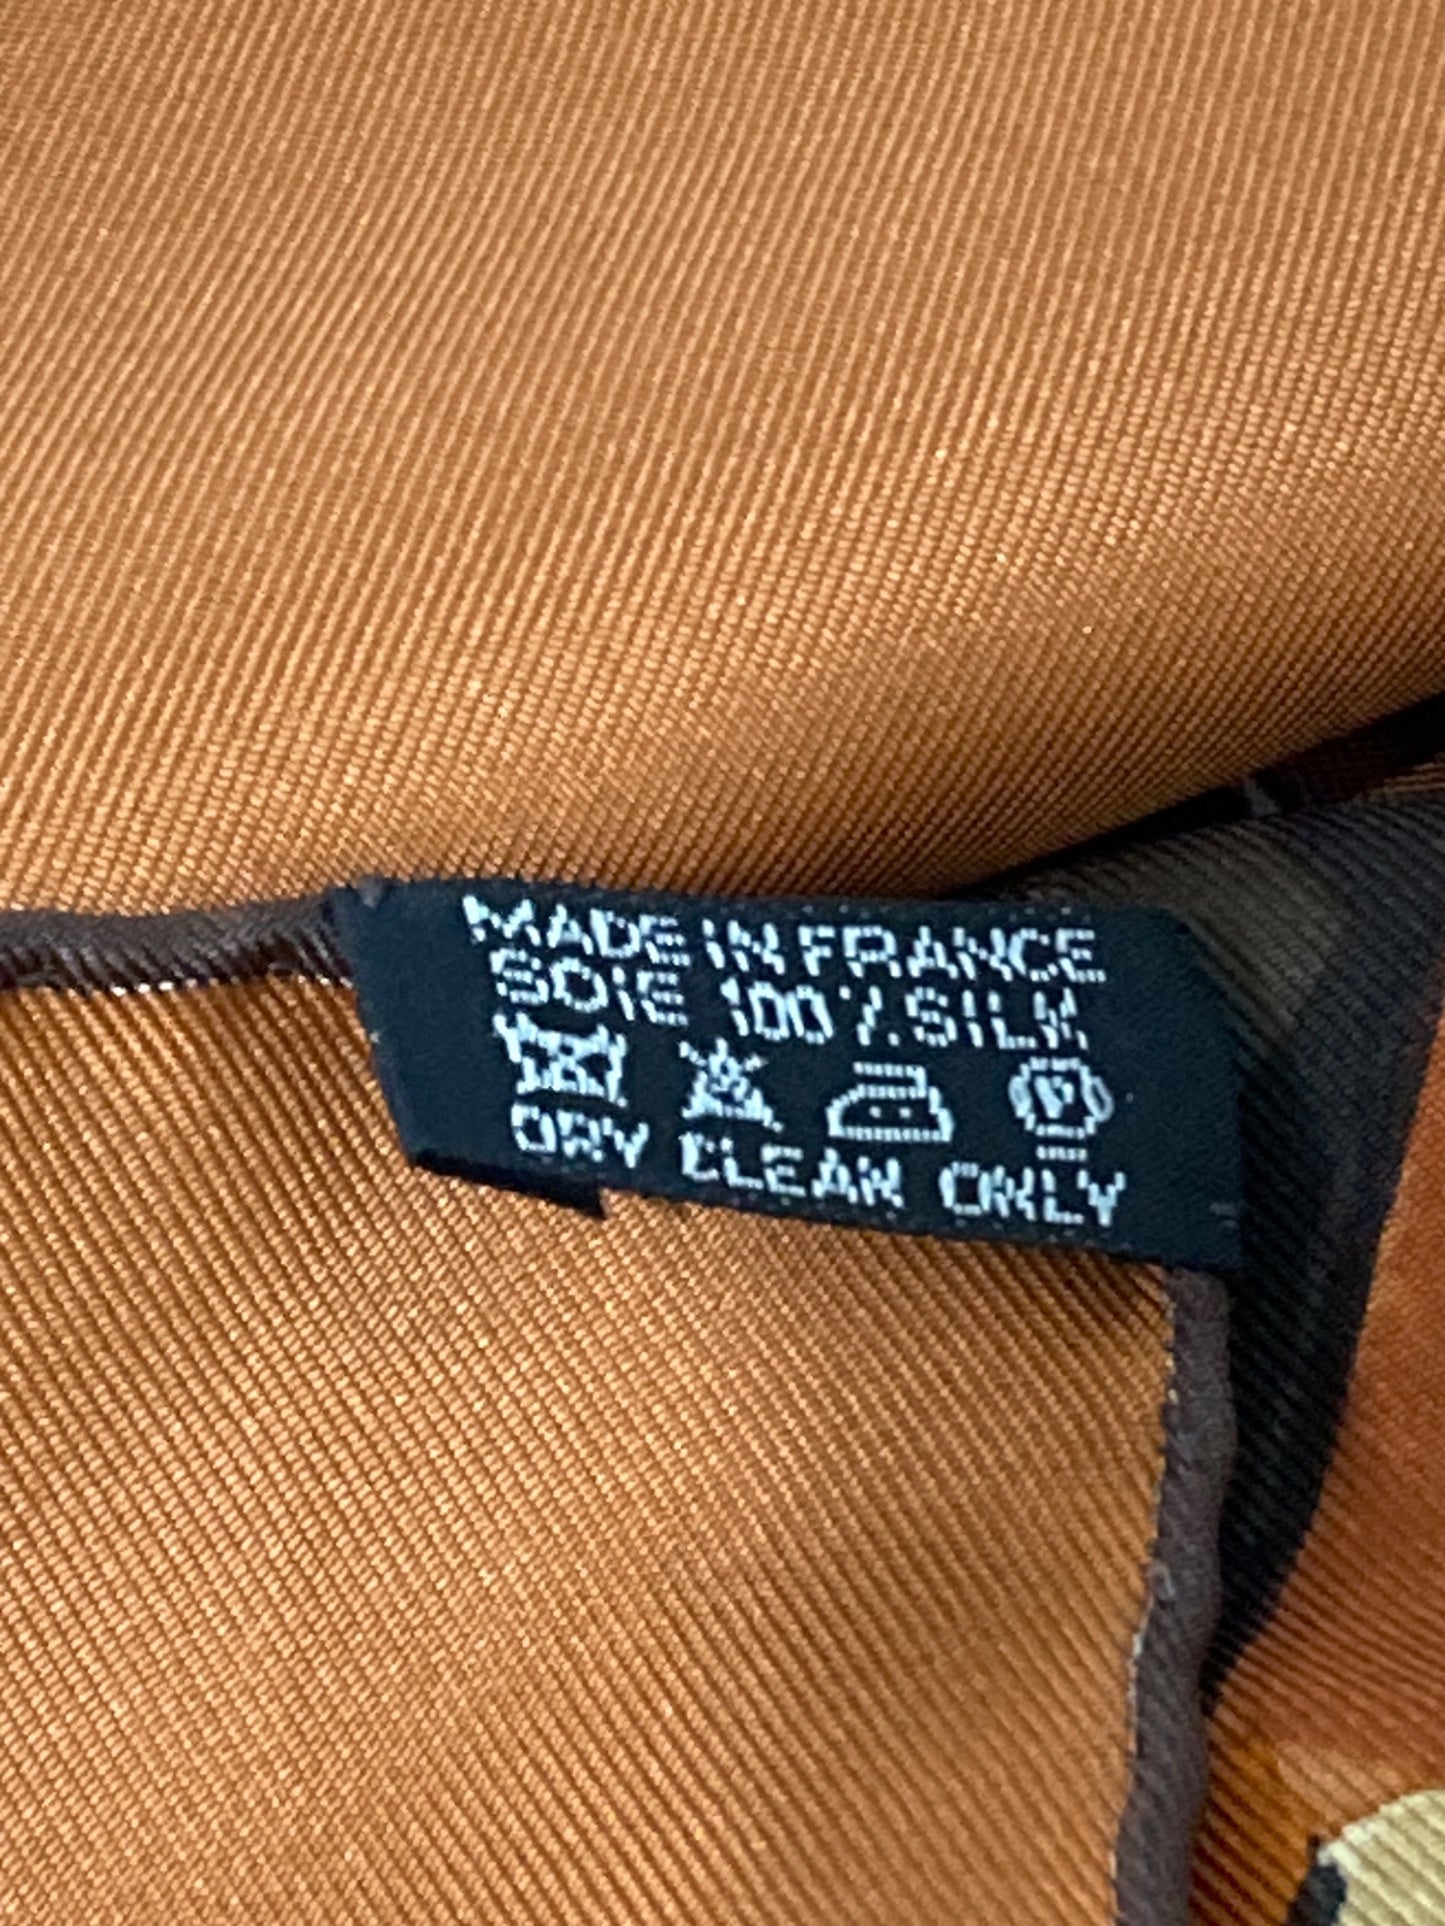 MADE IN FRANCE
SOIE 100% SILK
P
DRY CLEAN ONLY